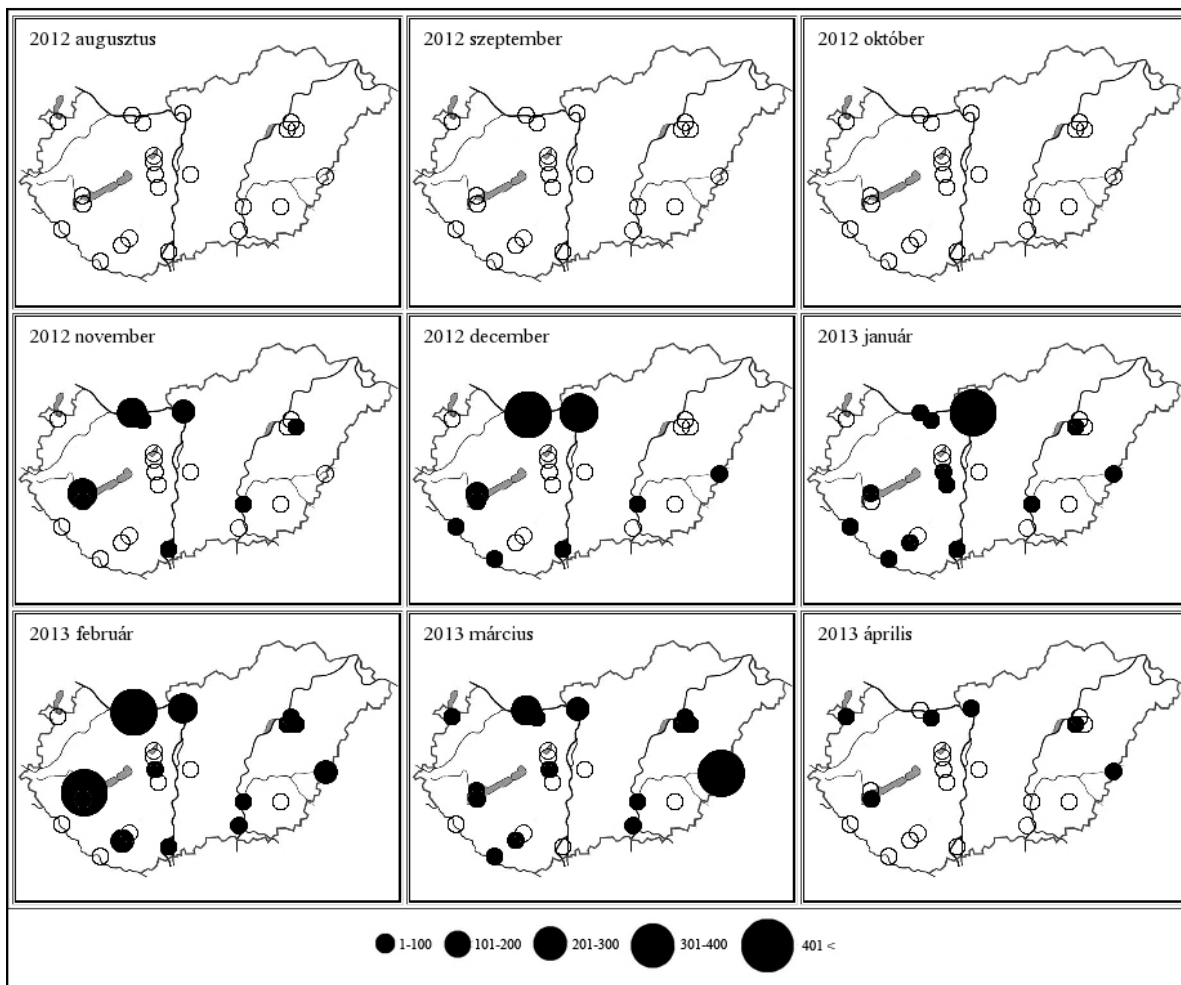 2012 augusztus
2012 szeptember
2012 október
2012 november
2012 december
2013 január
2013 február
2013 március
2013 április
1-100
101-200
201-300
301-400
401 <